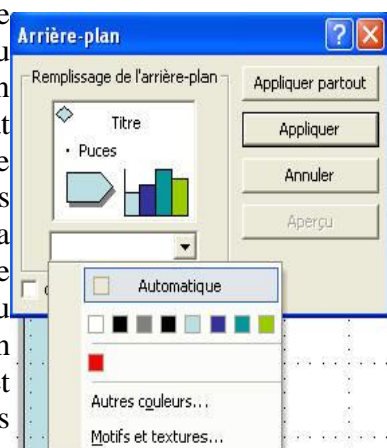 Arrière-plan
Remplissage de l'arrière-plan
Titre
• Puces
Appliquer partout
Appliquer
Annuler
Aperçu
Automatique
Autres couleurs...
Motifs et textures...